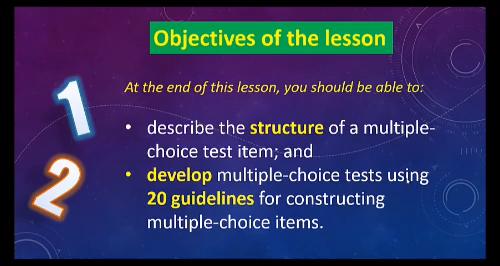 Objectives of the lesson
At the end of this lesson, you should be able to:
1
• describe the structure of a multiple-
choice test item; and
2
• develop multiple-choice tests using
20 guidelines for constructing
multiple-choice items.